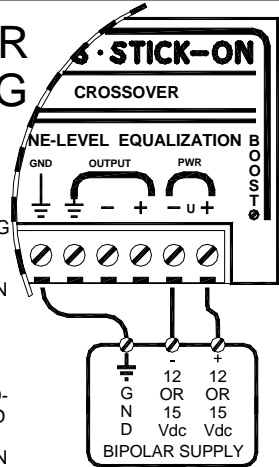 R
S · STICK-ON
G
CROSSOVER
NE-LEVEL EQUALIZATION
BOOST
GND OUTPUT PWR
- + - U +
G
N
- +
G N D
12 OR 15 Vdc
12 OR 15 Vdc
BIPOLAR SUPPLY
D-
D
N